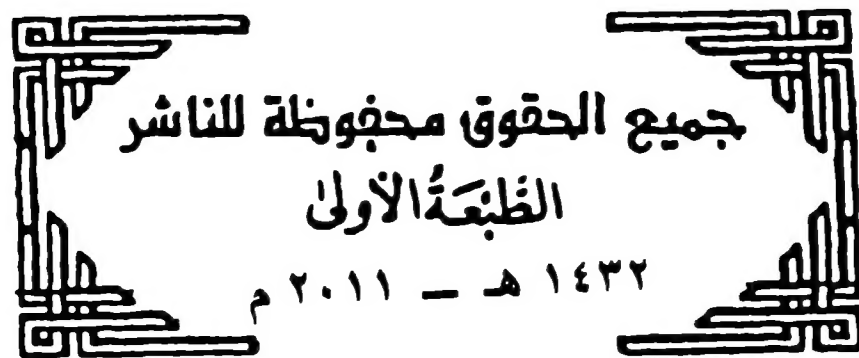 جميع الحقوق محفوظة للناشر
الطَّبْعَةُ الأولىٰ
١٤٣٢ هـ – ٢٠١١ م